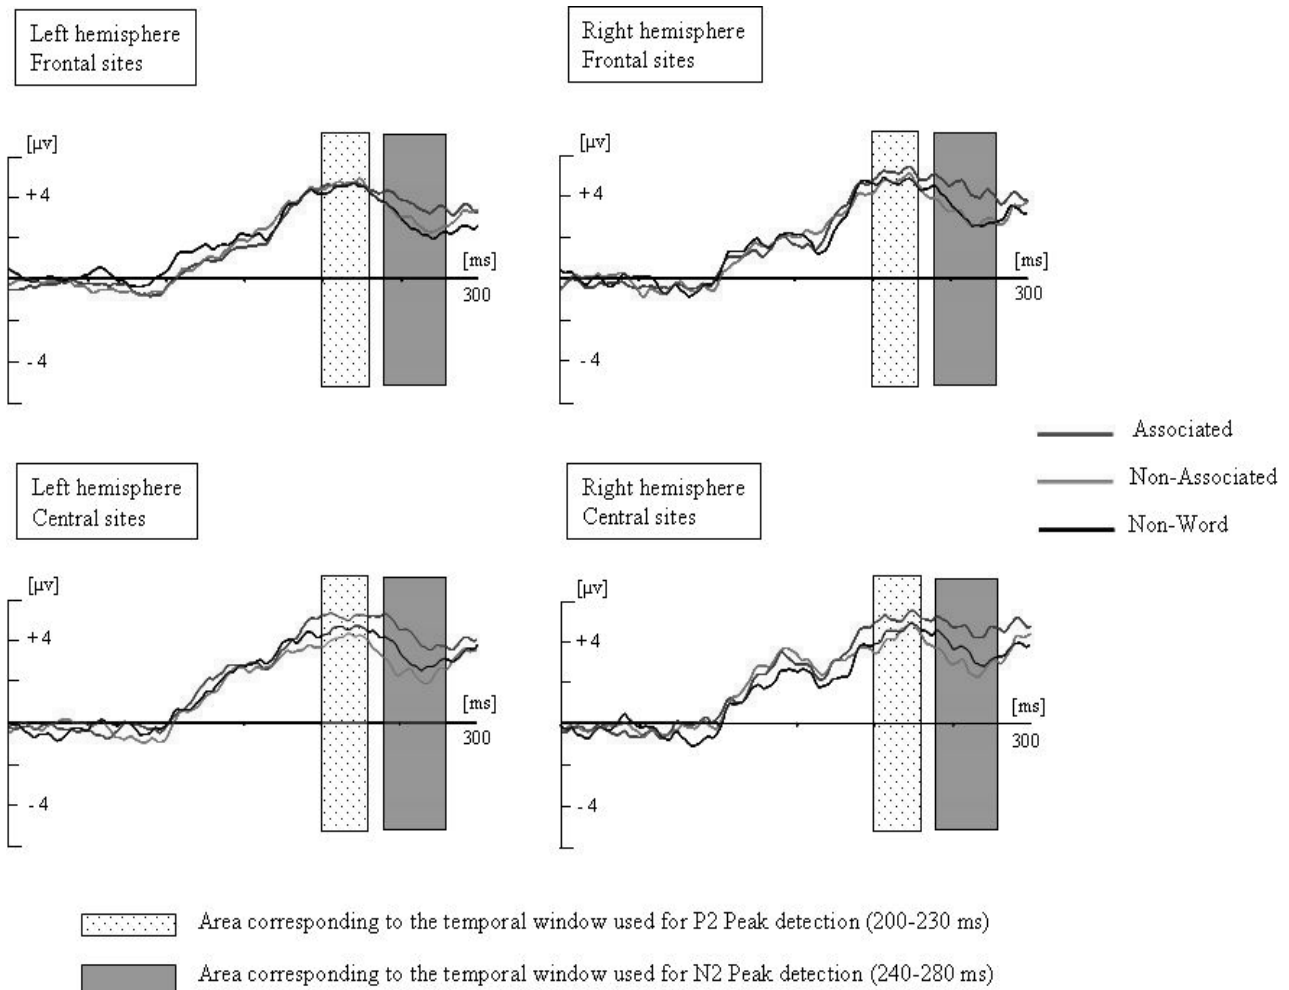 Left hemisphere
Frontal sites
Right hemisphere
Frontal sites
[μv]
+4
[ms]
300
- 4
[μv]
+4
[ms]
300
- 4
Associated
Non-Associated
Non-Word
Left hemisphere
Central sites
Right hemisphere
Central sites
[μv]
+4
[ms]
300
- 4
[μv]
+4
[ms]
300
- 4
Area corresponding to the temporal window used for P2 Peak detection (200-230 ms)
Area corresponding to the temporal window used for N2 Peak detection (240-280 ms)